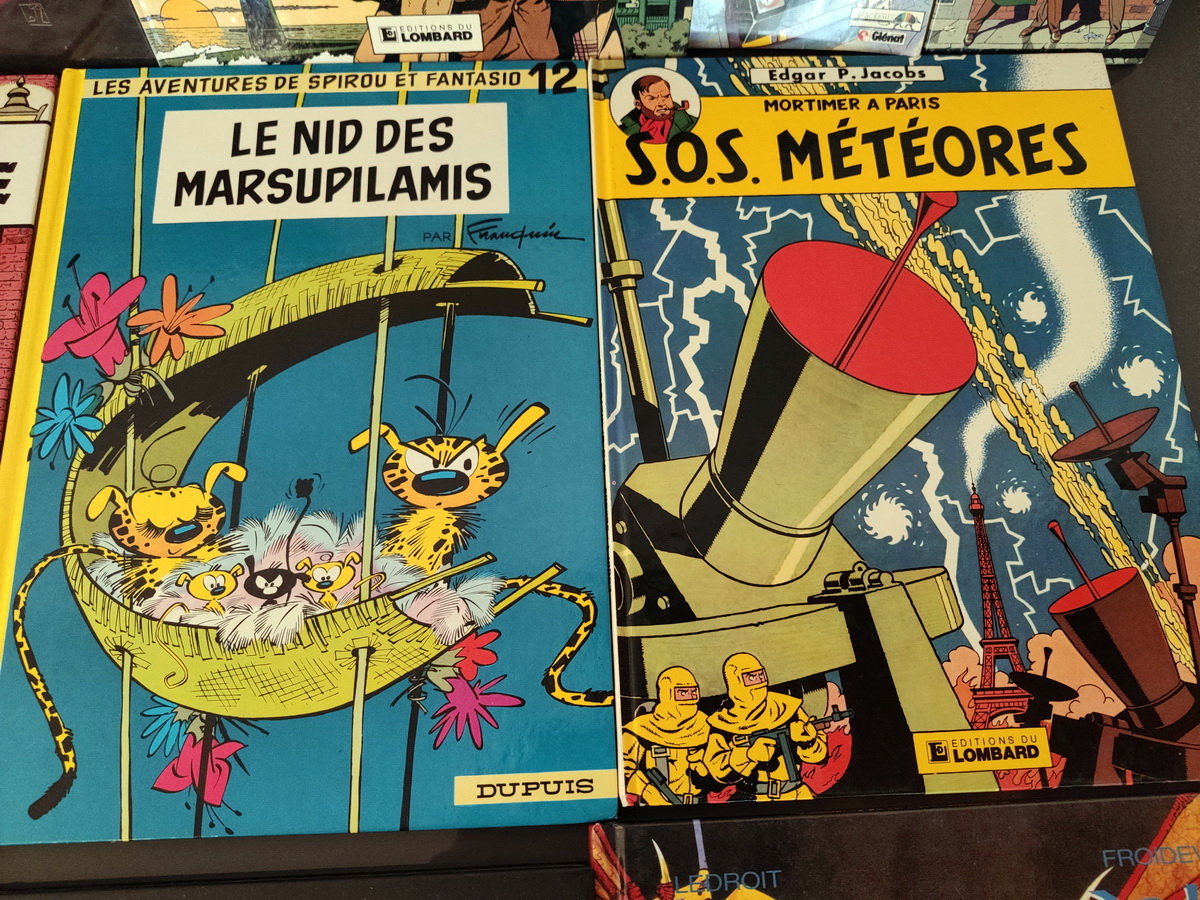 EDITIONS DU
LOMBARD
Glénat
E
LES AVENTURES DE SPIROU ET FANTASIO 12
LE NID DES
MARSUPILAMIS
PAR Franquin
DUPUIS
Edgar P. Jacobs
MORTIMER A PARIS
S.O.S. MÉTÉORES
EDITIONS DU
LOMBARD
LEDROIT
FROIDEV